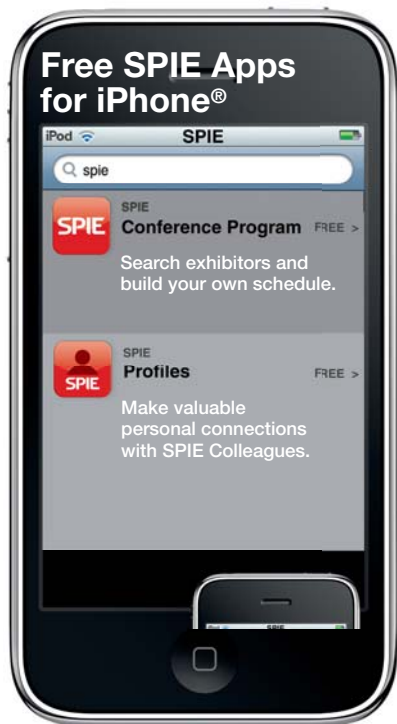 Free SPIE Apps
for iPhone®
iPod SPIE
spie
SPIE
SPIE
Conference Program FREE >
Search exhibitors and
build your own schedule.
SPIE
SPIE
Profiles FREE >
Make valuable
personal connections
with SPIE Colleagues.